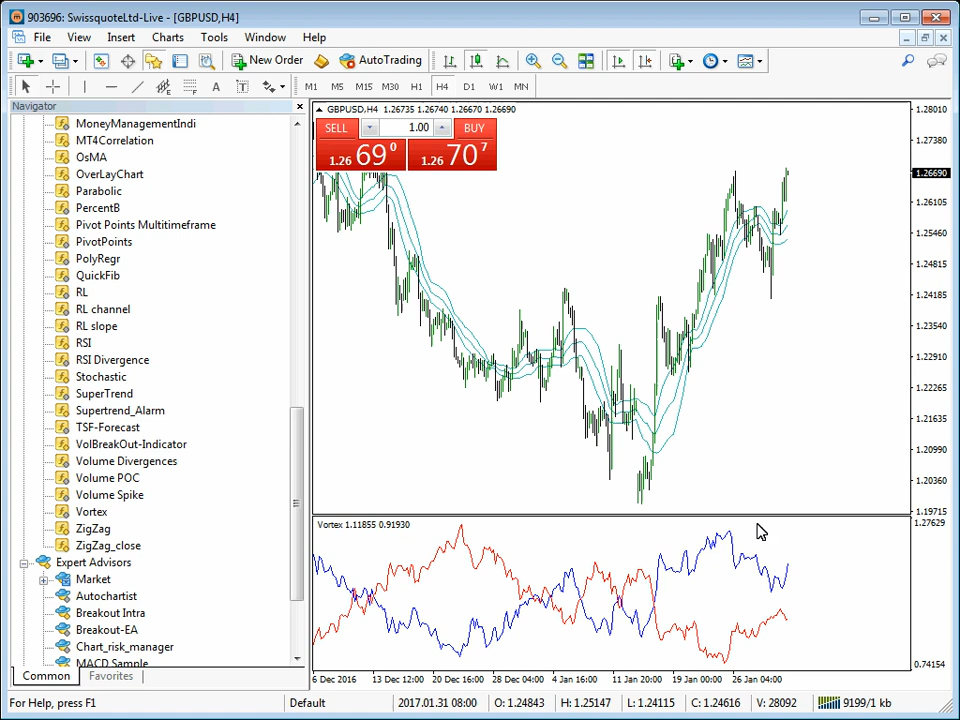 903696: SwissquoteLtd-Live - [GBPUSD,H4]
File View Insert Charts Tools Window Help
New Order AutoTrading
A T M1 M5 M15 M30 H1 H4 D1 W1 MN
Navigator
MoneyManagementIndi
MT4Correlation
OsMA
OverLayChart
Parabolic
PercentB
Pivot Points Multitimeframe
PivotPoints
PolyRegr
QuickFib
RL
RL channel
RL slope
RSI
RSI Divergence
Stochastic
SuperTrend
Supertrend_Alarm
TSF-Forecast
VolBreakOut-Indicator
Volume Divergences
Volume POC
Volume Spike
Vortex
ZigZag
ZigZag_close
Expert Advisors
Market
Autochartist
Breakout Intra
Breakout-EA
Chart_risk_manager
MACD Sample
Common Favorites
GBPUSD,H4 1.26735 1.26740 1.26670 1.26690
SELL 1.00 BUY
1.26 69 0 1.26 70 7
1.28010
1.27380
1.26690
1.26105
1.25460
1.24815
1.24185
1.23540
1.22910
1.22265
1.21635
1.20990
1.20360
1.19715
Vortex 1.11855 0.91930
1.27629
0.74154
6 Dec 2016 13 Dec 12:00 20 Dec 16:00 28 Dec 04:00 4 Jan 16:00 11 Jan 20:00 19 Jan 00:00 26 Jan 04:00
For Help, press F1 Default 2017.01.31 08:00 O: 1.24843 H: 1.25147 L: 1.24115 C: 1.24616 V: 28092 9199/1 kb